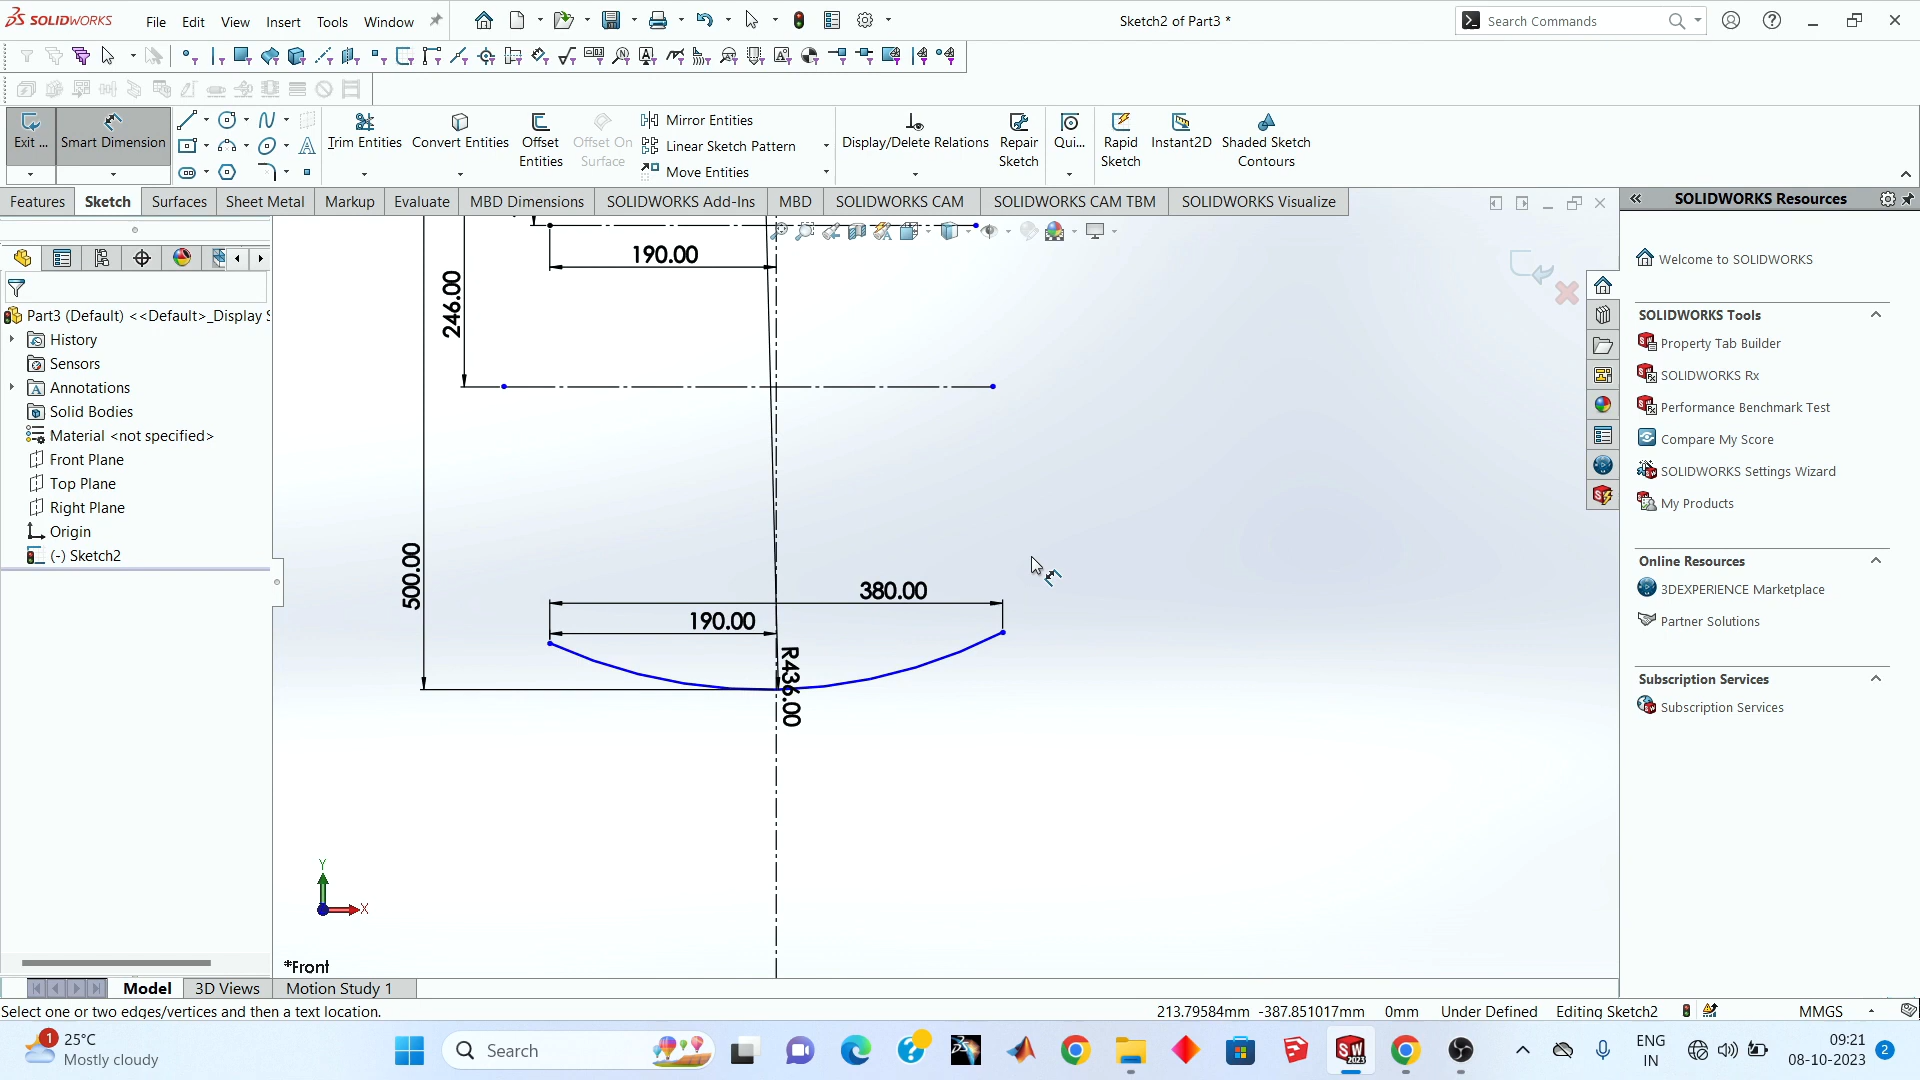 SOLIDWORKS File Edit View Insert Tools Window Sketch2 of Part3 * Search Commands
Exit ... Smart Dimension Trim Entities Convert Entities Offset Entities Offset On Surface Mirror Entities Linear Sketch Pattern Move Entities Display/Delete Relations Repair Sketch Qui... Rapid Sketch Instant2D Shaded Sketch Contours
Features Sketch Surfaces Sheet Metal Markup Evaluate MBD Dimensions SOLIDWORKS Add-Ins MBD SOLIDWORKS CAM SOLIDWORKS CAM TBM SOLIDWORKS Visualize
SOLIDWORKS Resources
Part3 (Default) <<Default>_Display S
History
Sensors
Annotations
Solid Bodies
Material <not specified>
Front Plane
Top Plane
Right Plane
Origin
(-) Sketch2
190.00
246.00
500.00
380.00
190.00
R436.00
Y
X
*Front
Welcome to SOLIDWORKS
SOLIDWORKS Tools
Property Tab Builder
SOLIDWORKS Rx
Performance Benchmark Test
Compare My Score
SOLIDWORKS Settings Wizard
My Products
Online Resources
3DEXPERIENCE Marketplace
Partner Solutions
Subscription Services
Subscription Services
Model 3D Views Motion Study 1
Select one or two edges/vertices and then a text location. 213.79584mm -387.851017mm 0mm Under Defined Editing Sketch2 MMGS
1 25°C
Mostly cloudy
Search
SW
2023
ENG
IN
09:21
08-10-2023
2